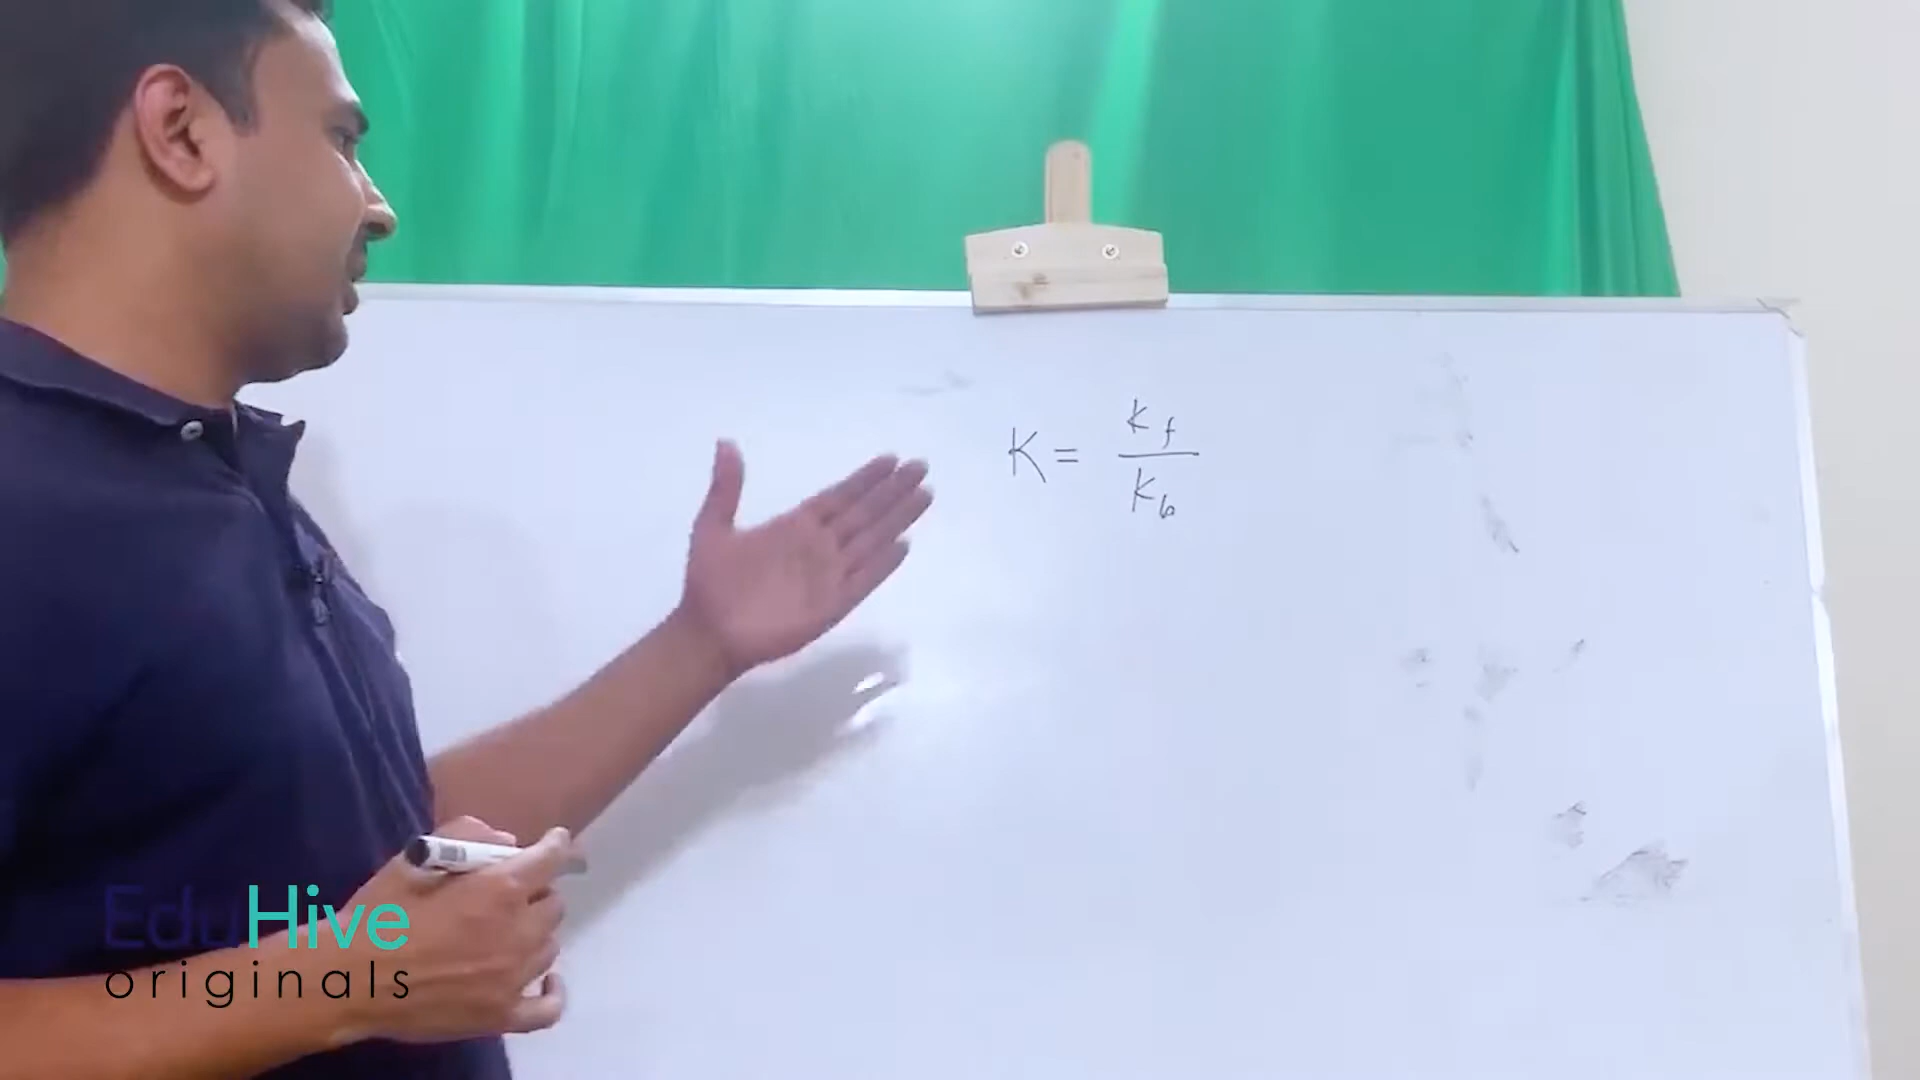 K = kf / kb
EduHive
originals